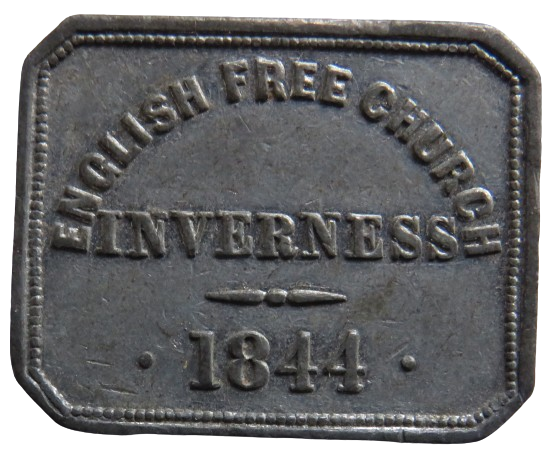 ENGLISH FREE CHURCH
INVERNESS
· 1844 ·